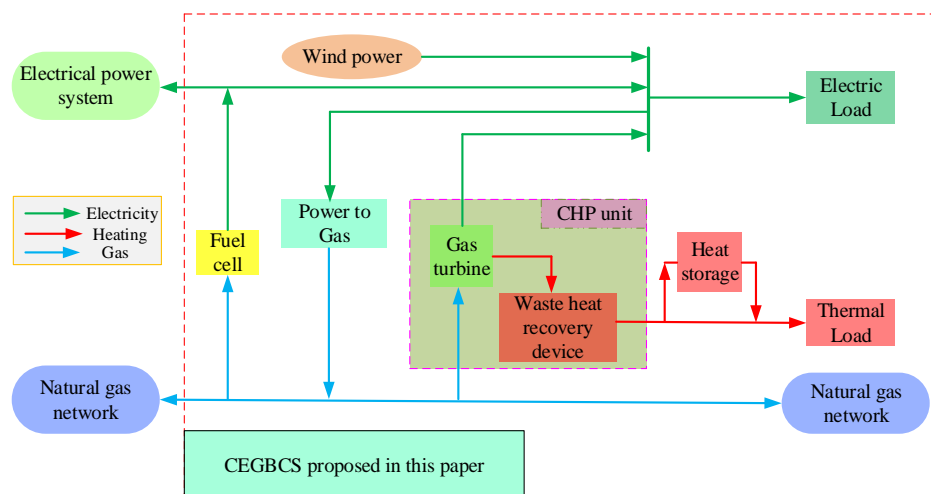 Wind power
Electrical power
system
Electric
Load
Electricity
Heating
Gas
Fuel
cell
Power to
Gas
CHP unit
Gas
turbine
Waste heat
recovery
device
Heat
storage
Thermal
Load
Natural gas
network
Natural gas
network
CEGBCS proposed in this paper